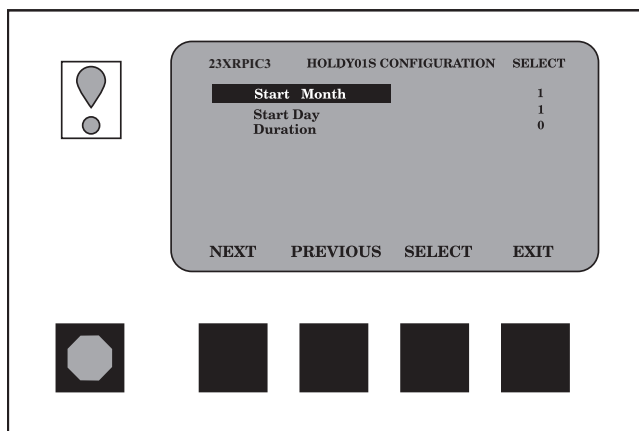 23XRPIC3 HOLDY01S CONFIGURATION SELECT
Start Month 1
Start Day 1
Duration 0
NEXT PREVIOUS SELECT EXIT